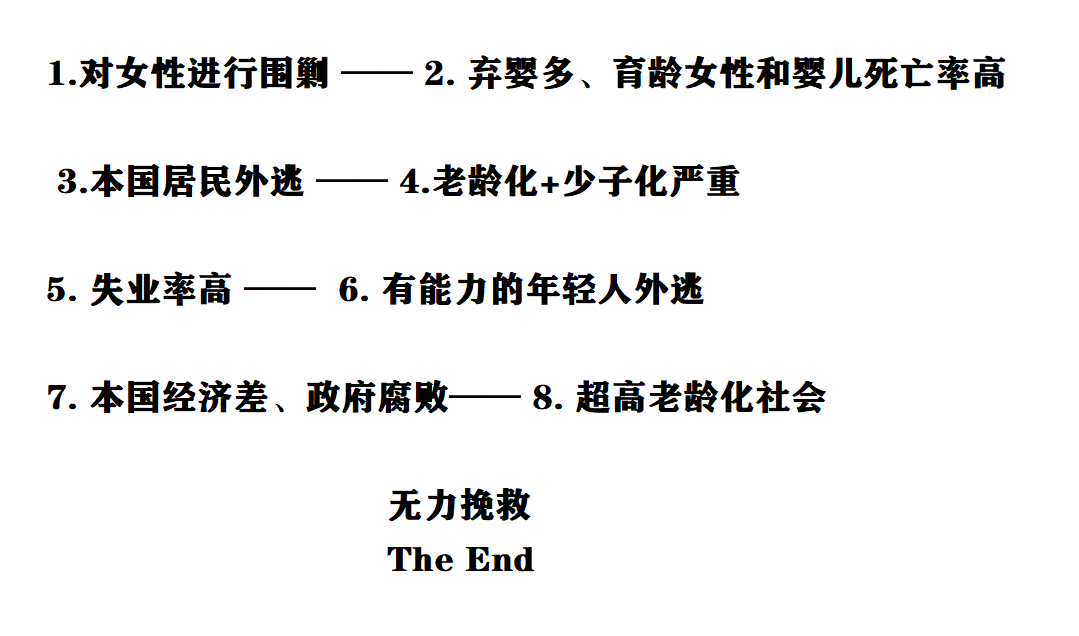 1.对女性进行围剿 —— 2. 弃婴多、育龄女性和婴儿死亡率高
3.本国居民外逃 —— 4.老龄化+少子化严重
5. 失业率高 —— 6. 有能力的年轻人外逃
7. 本国经济差、政府腐败—— 8. 超高老龄化社会
无力挽救
The End